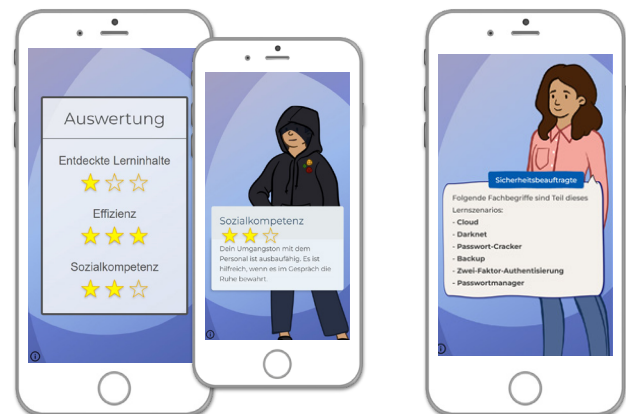 Auswertung
Entdeckte Lerninhalte
Effizienz
Sozialkompetenz
Sozialkompetenz
Dein Umgangston mit dem
Personal ist ausbaufähig. Es ist
hilfreich, wenn es im Gespräch die
Ruhe bewahrt.
Sicherheitsbeauftragte
Folgende Fachbegriffe sind Teil dieses
Lernszenarios:
- Cloud
- Darknet
- Passwort-Cracker
- Backup
- Zwei-Faktor-Authentisierung
- Passwortmanager